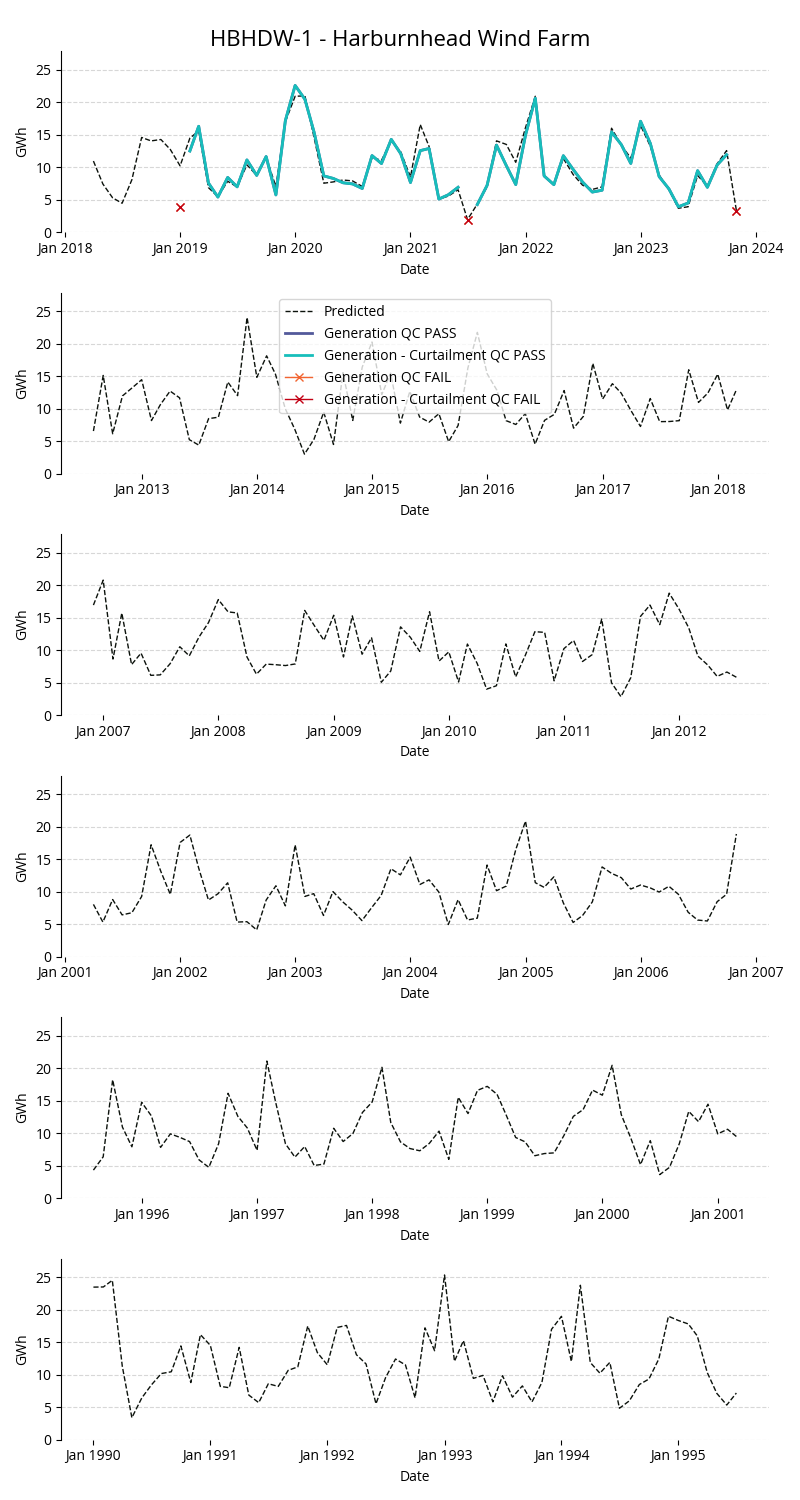 HBHDW-1 - Harburnhead Wind Farm
25
20
15
10
5
0
GWh
Jan 2018 Jan 2019 Jan 2020 Jan 2021 Jan 2022 Jan 2023 Jan 2024
Date
25
20
15
10
5
0
GWh
Predicted
Generation QC PASS
Generation - Curtailment QC PASS
Generation QC FAIL
Generation - Curtailment QC FAIL
Jan 2013 Jan 2014 Jan 2015 Jan 2016 Jan 2017 Jan 2018
Date
25
20
15
10
5
0
GWh
Jan 2007 Jan 2008 Jan 2009 Jan 2010 Jan 2011 Jan 2012
Date
25
20
15
10
5
0
GWh
Jan 2001 Jan 2002 Jan 2003 Jan 2004 Jan 2005 Jan 2006 Jan 2007
Date
25
20
15
10
5
0
GWh
Jan 1996 Jan 1997 Jan 1998 Jan 1999 Jan 2000 Jan 2001
Date
25
20
15
10
5
0
GWh
Jan 1990 Jan 1991 Jan 1992 Jan 1993 Jan 1994 Jan 1995
Date